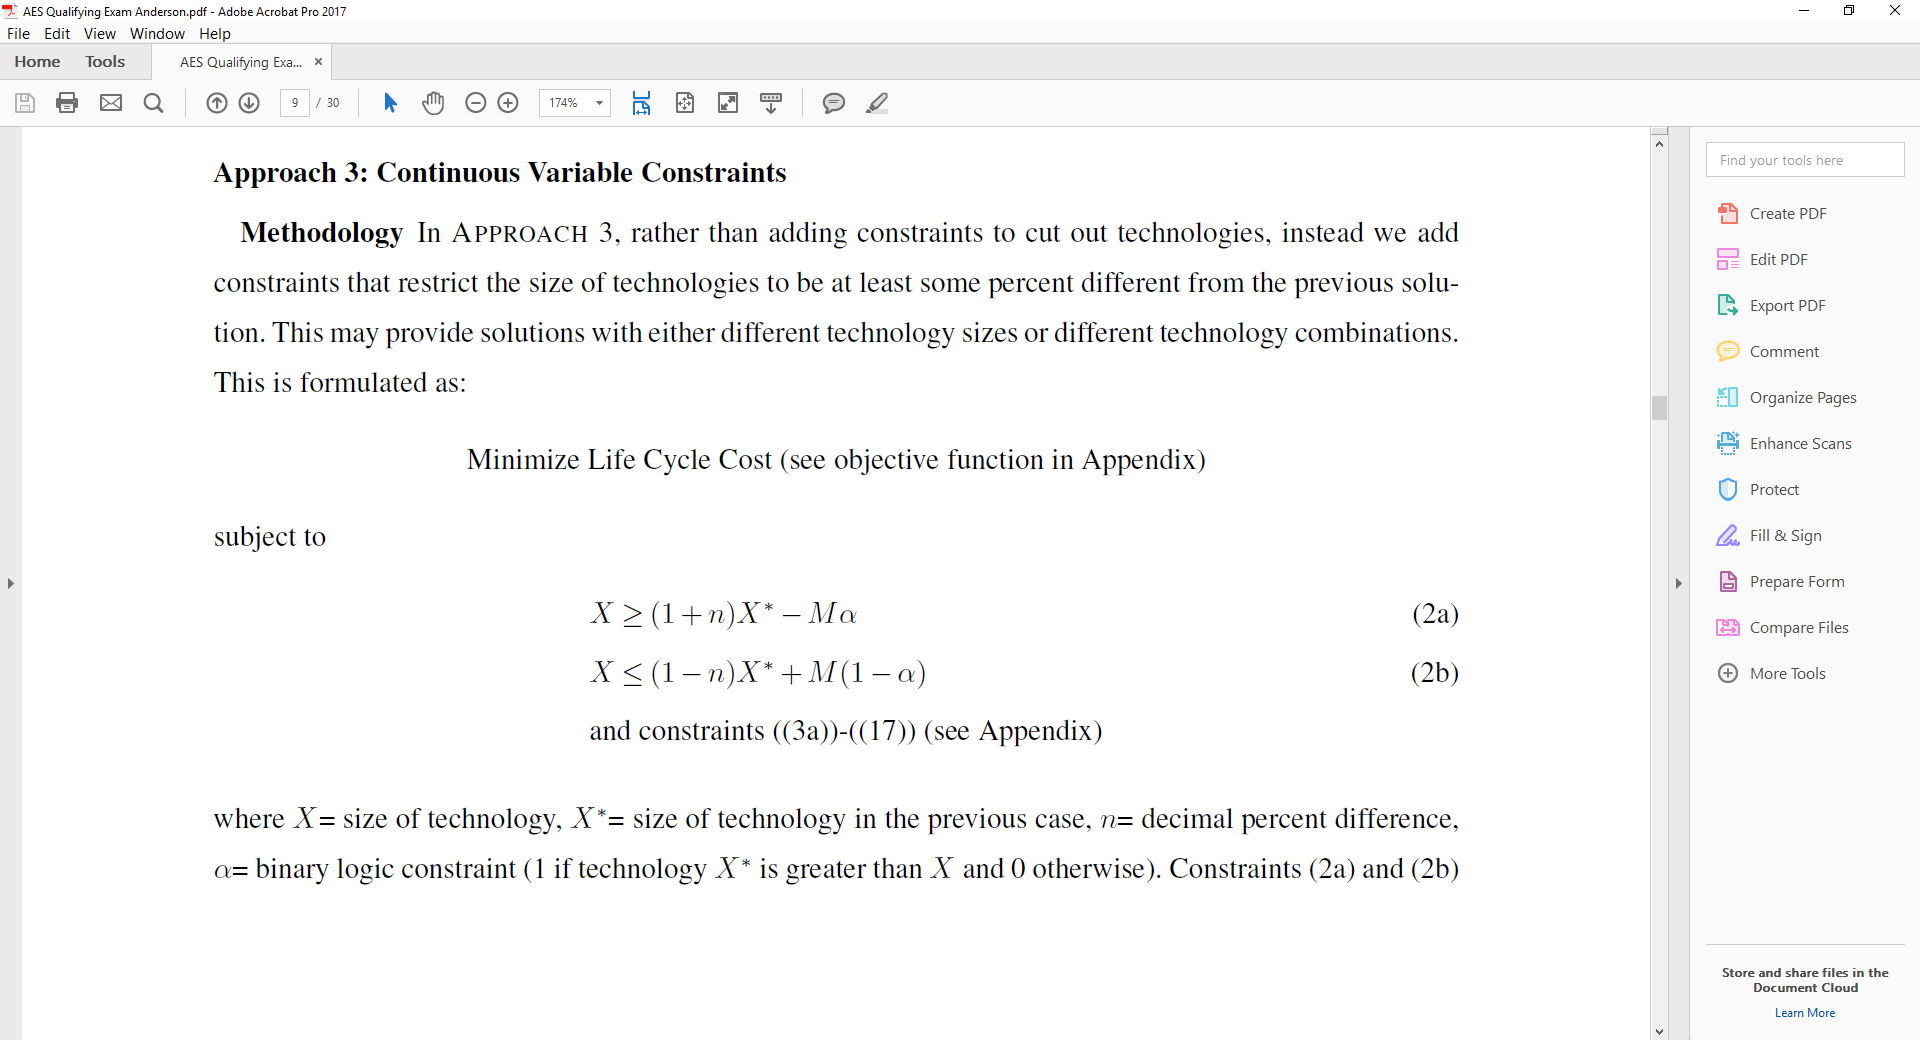 AES Qualifying Exam Anderson.pdf - Adobe Acrobat Pro 2017
File Edit View Window Help
Home Tools AES Qualifying Exa... ×
9 / 30 174%
Approach 3: Continuous Variable Constraints
Methodology In APPROACH 3, rather than adding constraints to cut out technologies, instead we add
constraints that restrict the size of technologies to be at least some percent different from the previous solu-
tion. This may provide solutions with either different technology sizes or different technology combinations.
This is formulated as:
Minimize Life Cycle Cost (see objective function in Appendix)
subject to
X ≥ (1 + n)X* − Mα (2a)
X ≤ (1 − n)X* + M(1 − α) (2b)
and constraints ((3a))-((17)) (see Appendix)
where X= size of technology, X*= size of technology in the previous case, n= decimal percent difference,
α= binary logic constraint (1 if technology X* is greater than X and 0 otherwise). Constraints (2a) and (2b)
Find your tools here
Create PDF
Edit PDF
Export PDF
Comment
Organize Pages
Enhance Scans
Protect
Fill & Sign
Prepare Form
Compare Files
More Tools
Store and share files in the
Document Cloud
Learn More